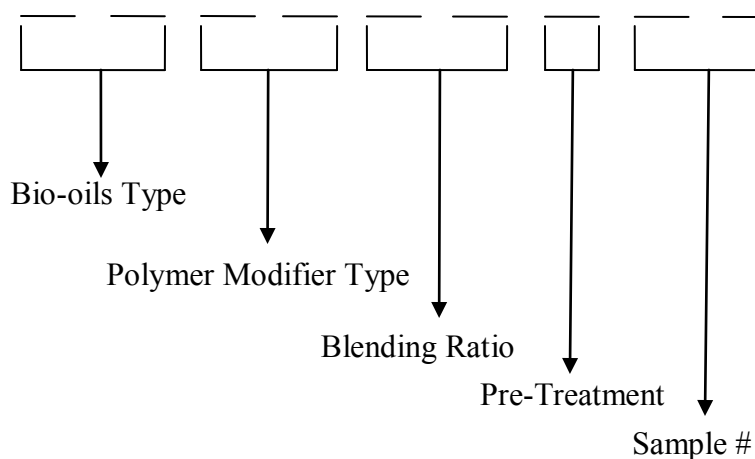 Bio-oils Type
Polymer Modifier Type
Blending Ratio
Pre-Treatment
Sample #